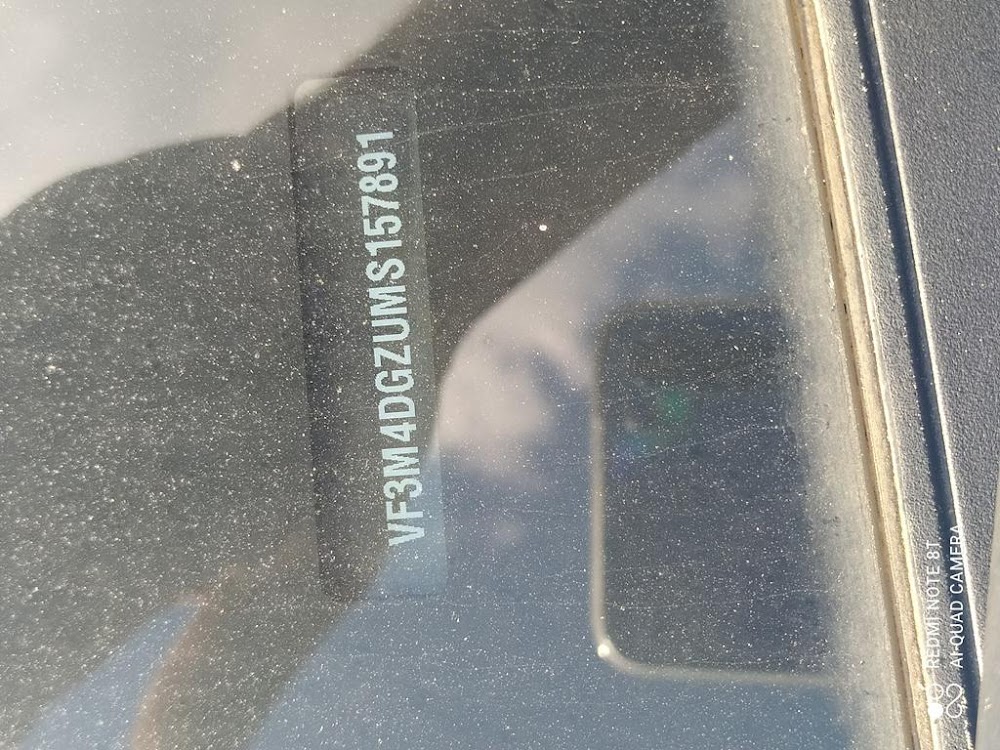 VF3M4DGZUMS157891
REDMI NOTE 8T
AI QUAD CAMERA